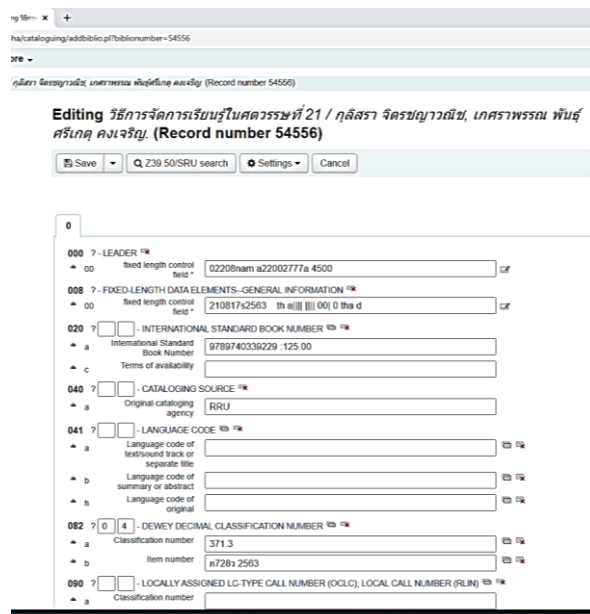 ha/cataloguing/addbiblio.pl?biblionumber=54556
ore
กุลิสรา จิตรชญาวณิช, เกศราพรรณ พันธุ์ศรีเกตุ คงเจริญ (Record number 54556)
Editing วิธีการจัดการเรียนรู้ในศตวรรษที่ 21 / กุลิสรา จิตรชญาวณิช, เกศราพรรณ พันธุ์
ศรีเกตุ คงเจริญ. (Record number 54556)
Save Z39.50/SRU search Settings Cancel
0
000 ? - LEADER
00 fixed length control field * 02208nam a22002777a 4500
008 ? - FIXED-LENGTH DATA ELEMENTS--GENERAL INFORMATION
00 fixed length control field * 210817s2563 th a|||| |||| 00| 0 tha d
020 ? - INTERNATIONAL STANDARD BOOK NUMBER
a International Standard Book Number 9789740339229 :125.00
c Terms of availability
040 ? - CATALOGING SOURCE
a Original cataloging agency RRU
041 ? - LANGUAGE CODE
a Language code of text/sound track or separate title
b Language code of summary or abstract
h Language code of original
082 ? 0 4 - DEWEY DECIMAL CLASSIFICATION NUMBER
a Classification number 371.3
b Item number ก728ว 2563
090 ? - LOCALLY ASSIGNED LC-TYPE CALL NUMBER (OCLC); LOCAL CALL NUMBER (RLIN)
a Classification number